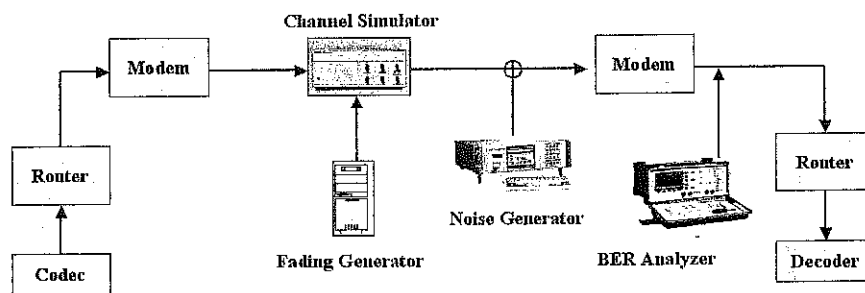 Channel Simulator
Modem
Modem
Router
Router
Noise Generator
Codec
Fading Generator
BER Analyzer
Decoder